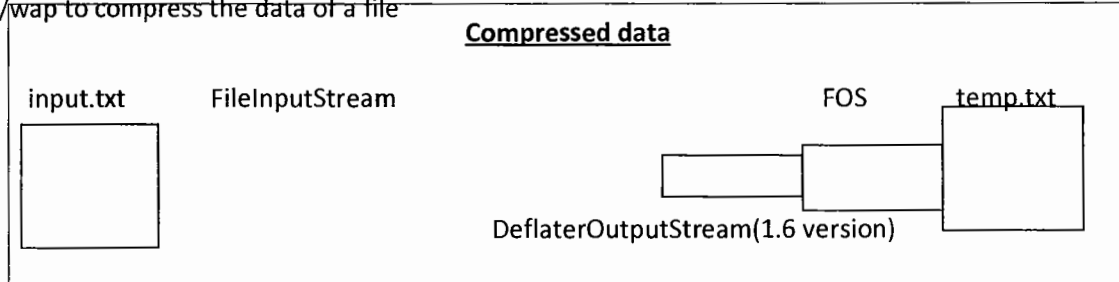 /wap to compress the data of a file
Compressed data
input.txt FileInputStream FOS temp.txt
DeflaterOutputStream(1.6 version)